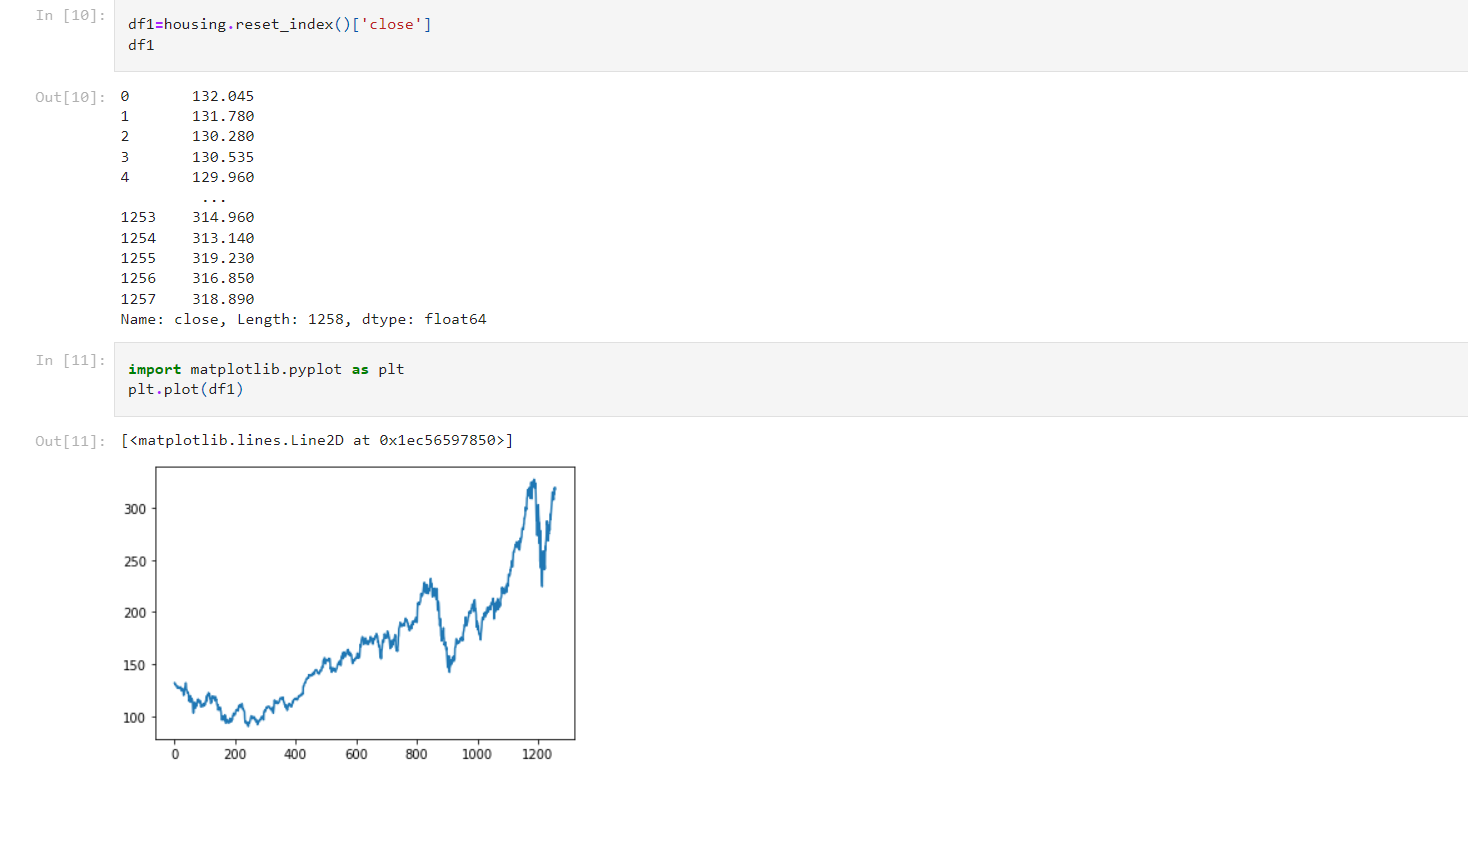 In [10]:
df1=housing.reset_index()['close']
df1
Out[10]:
0 132.045
1 131.780
2 130.280
3 130.535
4 129.960
...
1253 314.960
1254 313.140
1255 319.230
1256 316.850
1257 318.890
Name: close, Length: 1258, dtype: float64
In [11]:
import matplotlib.pyplot as plt
plt.plot(df1)
Out[11]:
[<matplotlib.lines.Line2D at 0x1ec56597850>]
300
250
200
150
100
0 200 400 600 800 1000 1200